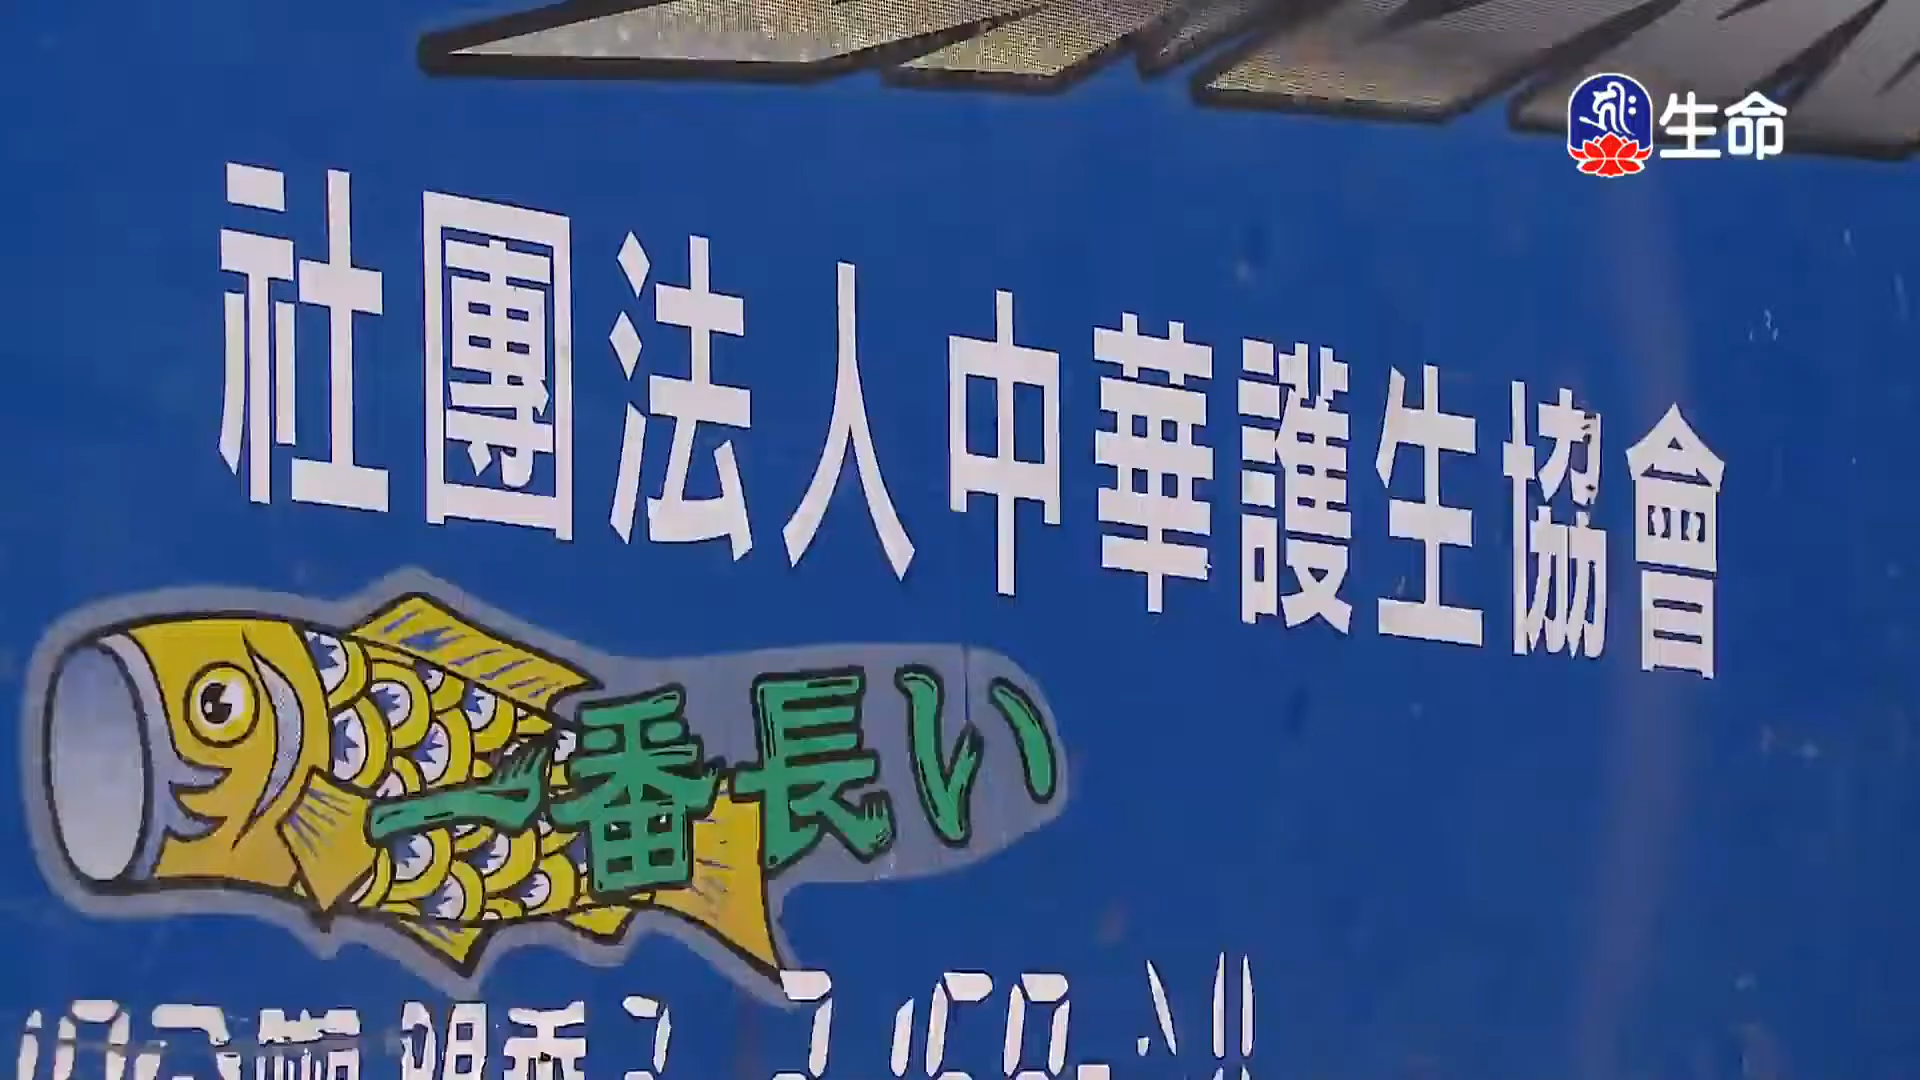 生命
社團法人中華護生協會
一番長い